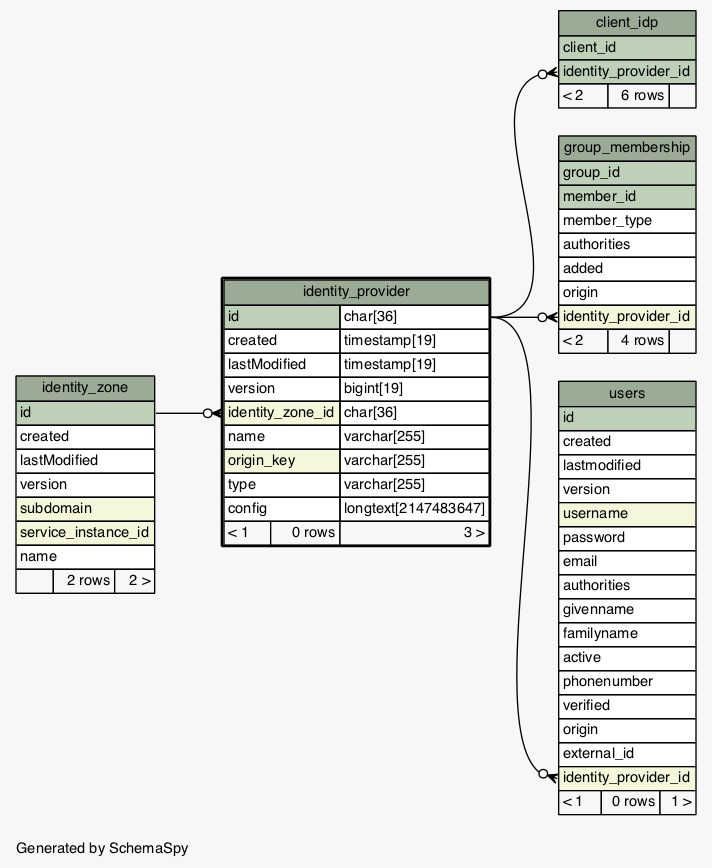 client_idp
client_id
identity_provider_id
< 2 6 rows
group_membership
group_id
member_id
member_type
authorities
added
origin
identity_provider_id
< 2 4 rows
identity_provider
id char[36]
created timestamp[19]
lastModified timestamp[19]
version bigint[19]
identity_zone_id char[36]
name varchar[255]
origin_key varchar[255]
type varchar[255]
config longtext[2147483647]
< 1 0 rows 3 >
identity_zone
id
created
lastModified
version
subdomain
service_instance_id
name
2 rows 2 >
users
id
created
lastmodified
version
username
password
email
authorities
givenname
familyname
active
phonenumber
verified
origin
external_id
identity_provider_id
< 1 0 rows 1 >
Generated by SchemaSpy